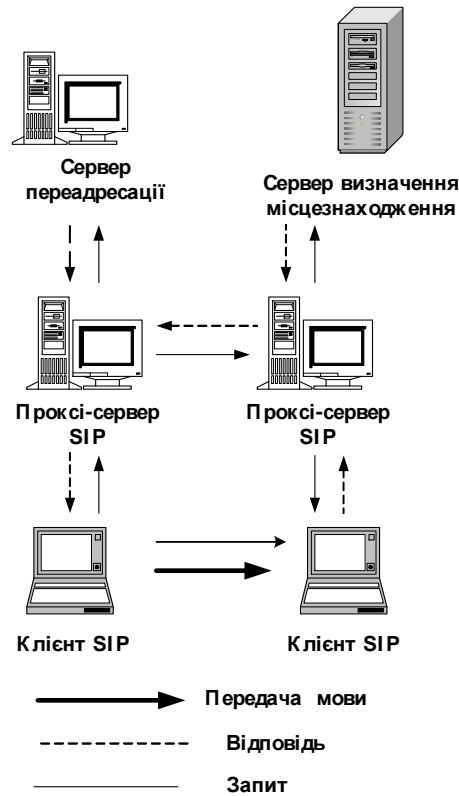 Сервер
переадресації
Сервер визначення
місцезнаходження
Проксі-сервер
SIP
Проксі-сервер
SIP
Клієнт SIP
Клієнт SIP
Передача мови
Відповідь
Запит